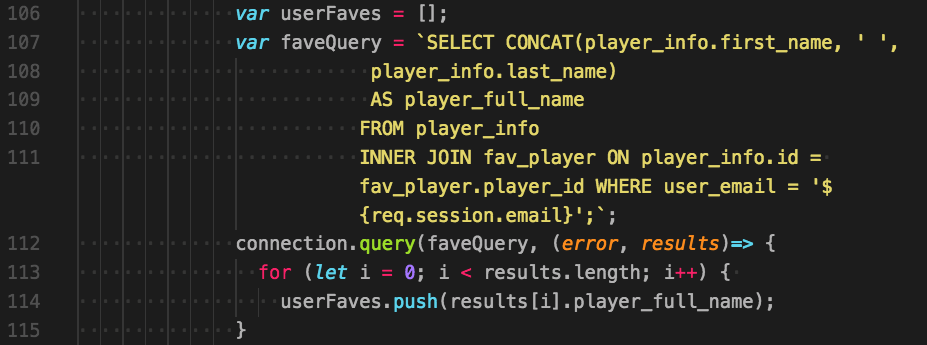 106 var userFaves = [];
107 var faveQuery = `SELECT CONCAT(player_info.first_name, ' ',
108 player_info.last_name)
109 AS player_full_name
110 FROM player_info
111 INNER JOIN fav_player ON player_info.id =
fav_player.player_id WHERE user_email = '$
{req.session.email}';`;
112 connection.query(faveQuery, (error, results)=> {
113 for (let i = 0; i < results.length; i++) {
114 userFaves.push(results[i].player_full_name);
115 }